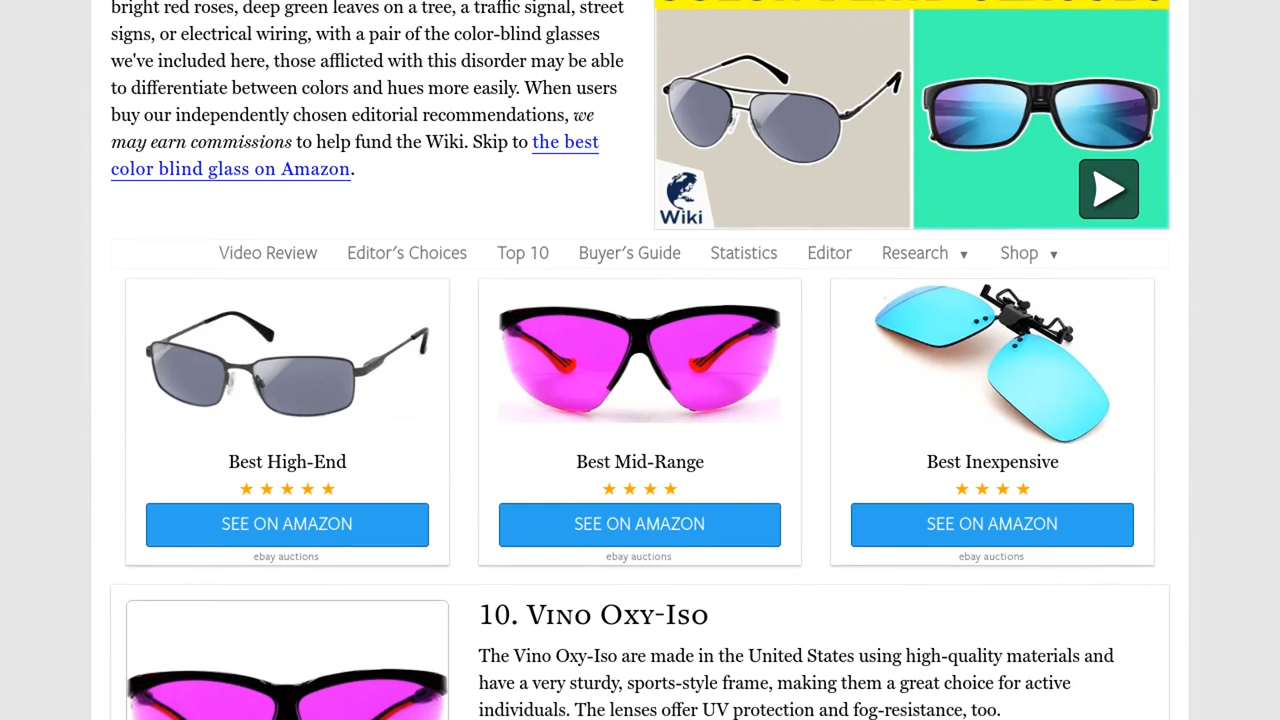 bright red roses, deep green leaves on a tree, a traffic signal, street
signs, or electrical wiring, with a pair of the color-blind glasses
we've included here, those afflicted with this disorder may be able
to differentiate between colors and hues more easily. When users
buy our independently chosen editorial recommendations, we
may earn commissions to help fund the Wiki. Skip to the best
color blind glass on Amazon.
Wiki
Video Review Editor's Choices Top 10 Buyer's Guide Statistics Editor Research ▼ Shop ▼
Best High-End
Best Mid-Range
Best Inexpensive
SEE ON AMAZON
SEE ON AMAZON
SEE ON AMAZON
ebay auctions
ebay auctions
ebay auctions
10. Vino Oxy-Iso
The Vino Oxy-Iso are made in the United States using high-quality materials and
have a very sturdy, sports-style frame, making them a great choice for active
individuals. The lenses offer UV protection and fog-resistance, too.